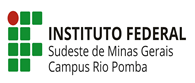 INSTITUTO FEDERAL
Sudeste de Minas Gerais
Campus Rio Pomba